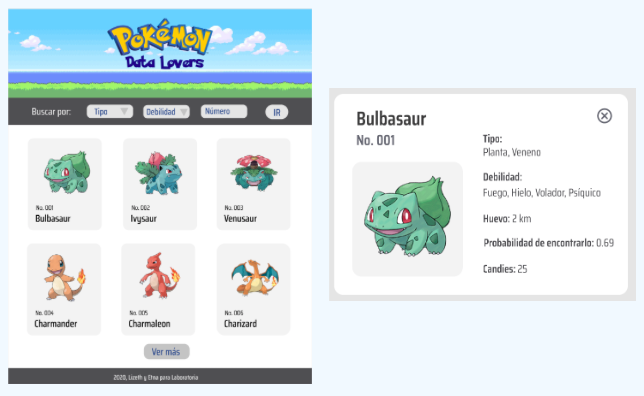 POKéMON
Data Lovers
Buscar por: Tipo Debilidad Número IR
No. 001 No. 002 No. 003
Bulbasaur Ivysaur Venusaur
No. 004 No. 005 No. 006
Charmander Charmaleon Charizard
Ver más
2020, Lizeth y Etna para Laboratoria
Bulbasaur
No. 001
Tipo:
Planta, Veneno
Debilidad:
Fuego, Hielo, Volador, Psíquico
Huevo: 2 km
Probabilidad de encontrarlo: 0.69
Candies: 25